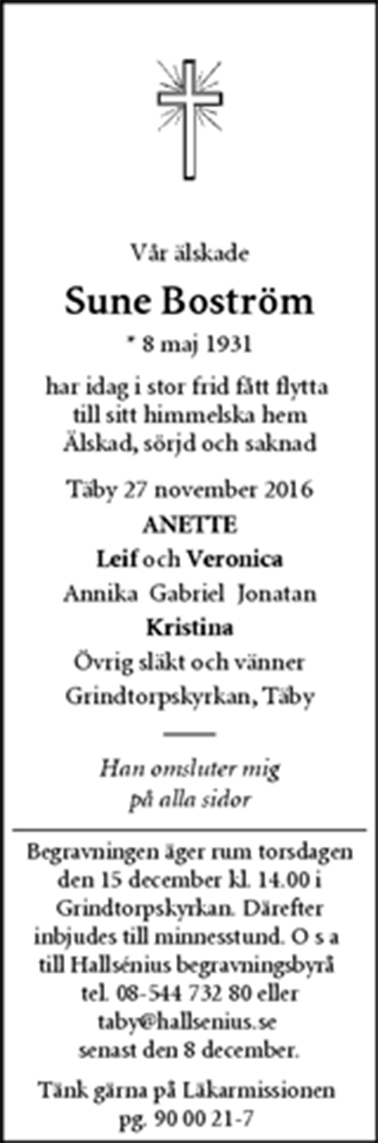 Vår älskade
Sune Boström
* 8 maj 1931
har idag i stor frid fått flytta
till sitt himmelska hem
Älskad, sörjd och saknad
Täby 27 november 2016
ANETTE
Leif och Veronica
Annika Gabriel Jonatan
Kristina
Övrig släkt och vänner
Grindtorpskyrkan, Täby
Han omsluter mig
på alla sidor
Begravningen äger rum torsdagen
den 15 december kl. 14.00 i
Grindtorpskyrkan. Därefter
inbjudes till minnesstund. O s a
till Hallsénius begravningsbyrå
tel. 08-544 732 80 eller
taby@hallsenius.se
senast den 8 december.
Tänk gärna på Läkarmissionen
pg. 90 00 21-7